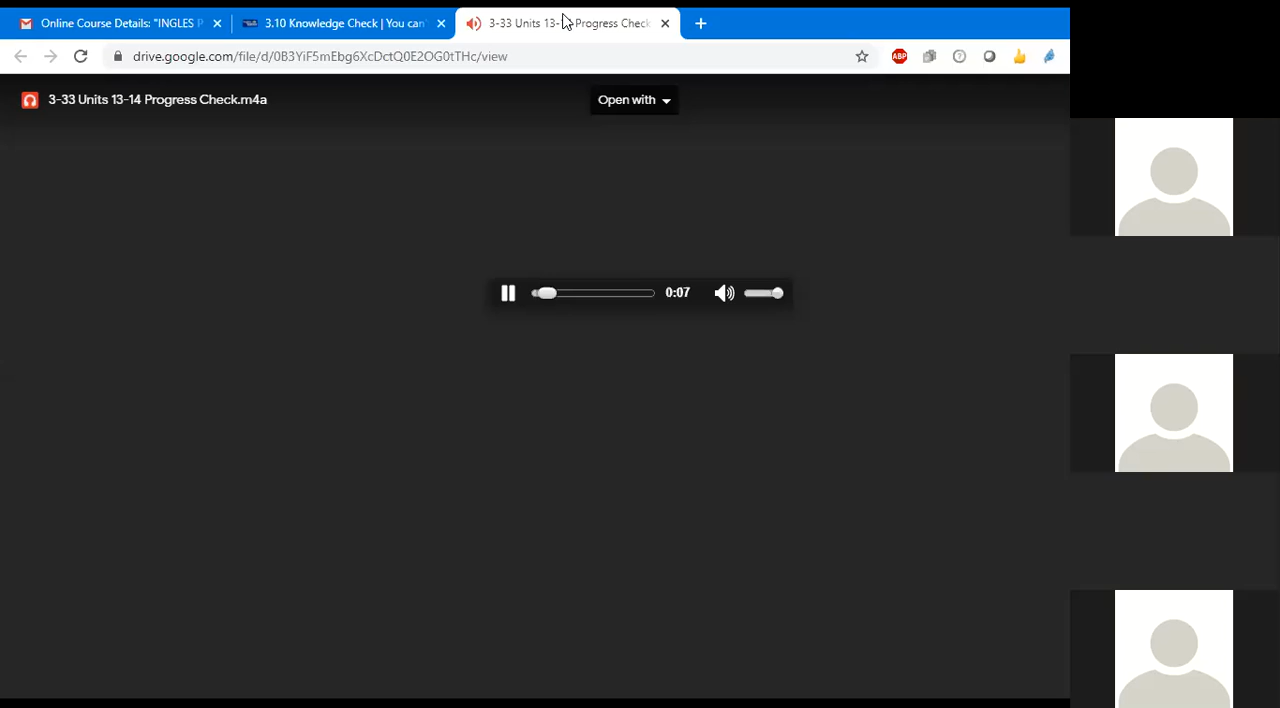 Online Course Details: "INGLES P
3.10 Knowledge Check | You can'
3-33 Units 13- Progress Check
drive.google.com/file/d/0B3YiF5mEbg6XcDctQ0E2OG0tTHc/view
ABP
3-33 Units 13-14 Progress Check.m4a
Open with
0:07